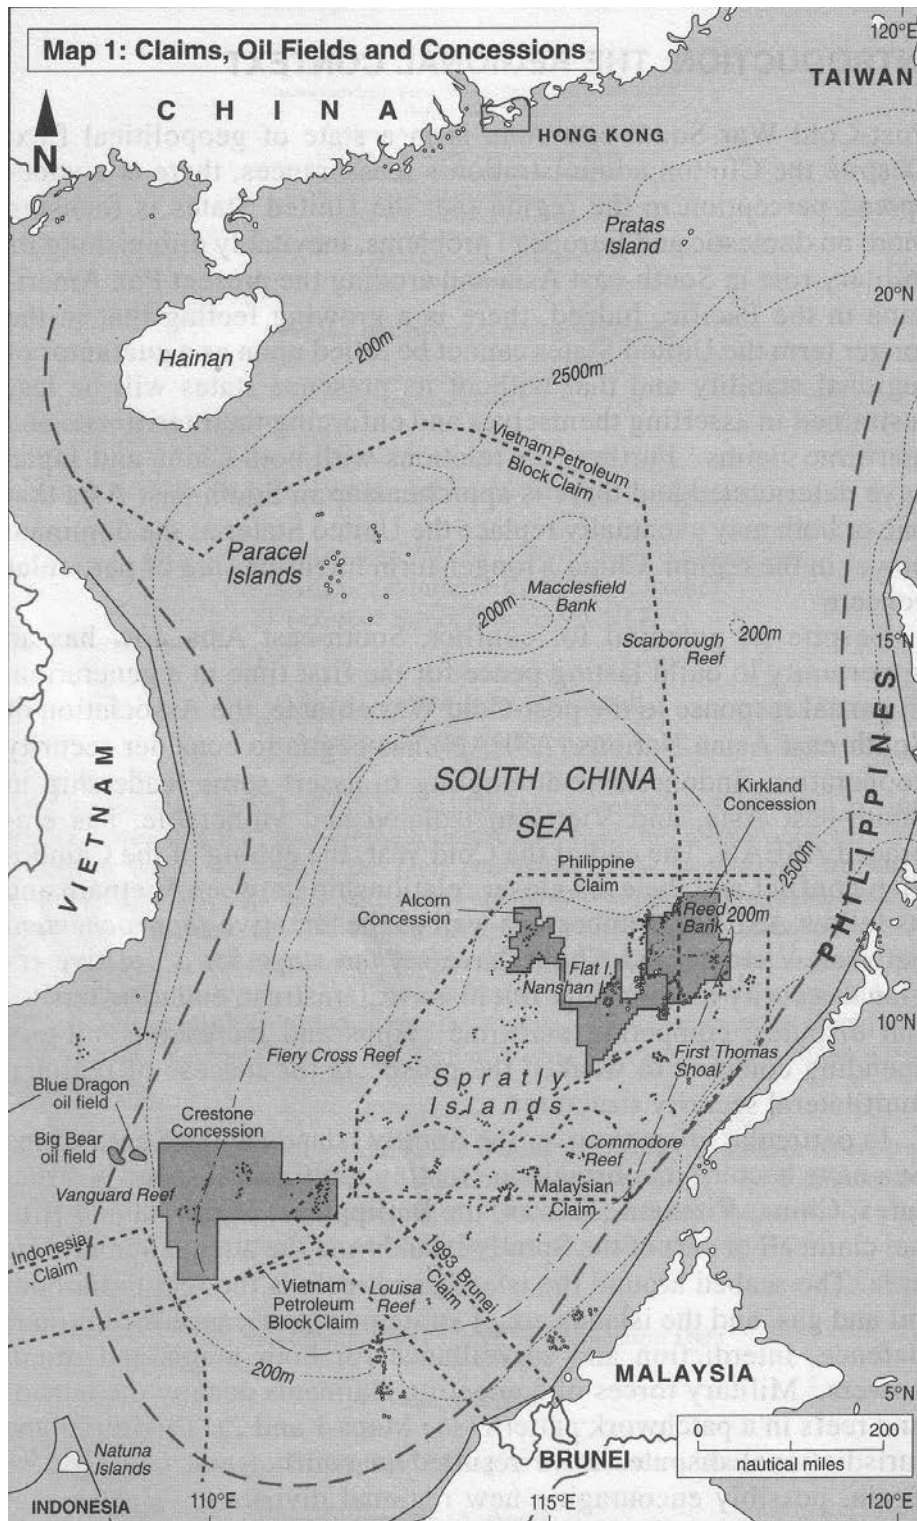 Map 1: Claims, Oil Fields and Concessions
120°E
TAIWAN
CHINA
HONG KONG
N
Pratas
Island
20°N
Hainan
200m
2500m
Vietnam Petroleum
Block Claim
Paracel
Islands
Macclesfield
Bank
200m
200m
Scarborough
Reef
15°N
VIETNAM
PHILIPPINES
SOUTH CHINA
SEA
Kirkland
Concession
2500m
Philippine
Claim
Alcorn
Concession
Reed
Bank
200m
Flat I.
Nanshan I.
10°N
Fiery Cross Reef
First Thomas
Shoal
Spratly
Islands
Blue Dragon
oil field
Crestone
Concession
Big Bear
oil field
Commodore
Reef
Vanguard Reef
Malaysian
Claim
Indonesia
Claim
1993 Brunei
Claim
Vietnam
Petroleum
Block Claim
Louisa
Reef
200m
MALAYSIA
5°N
0 200
nautical miles
Natuna
Islands
BRUNEI
INDONESIA
110°E
115°E
120°E